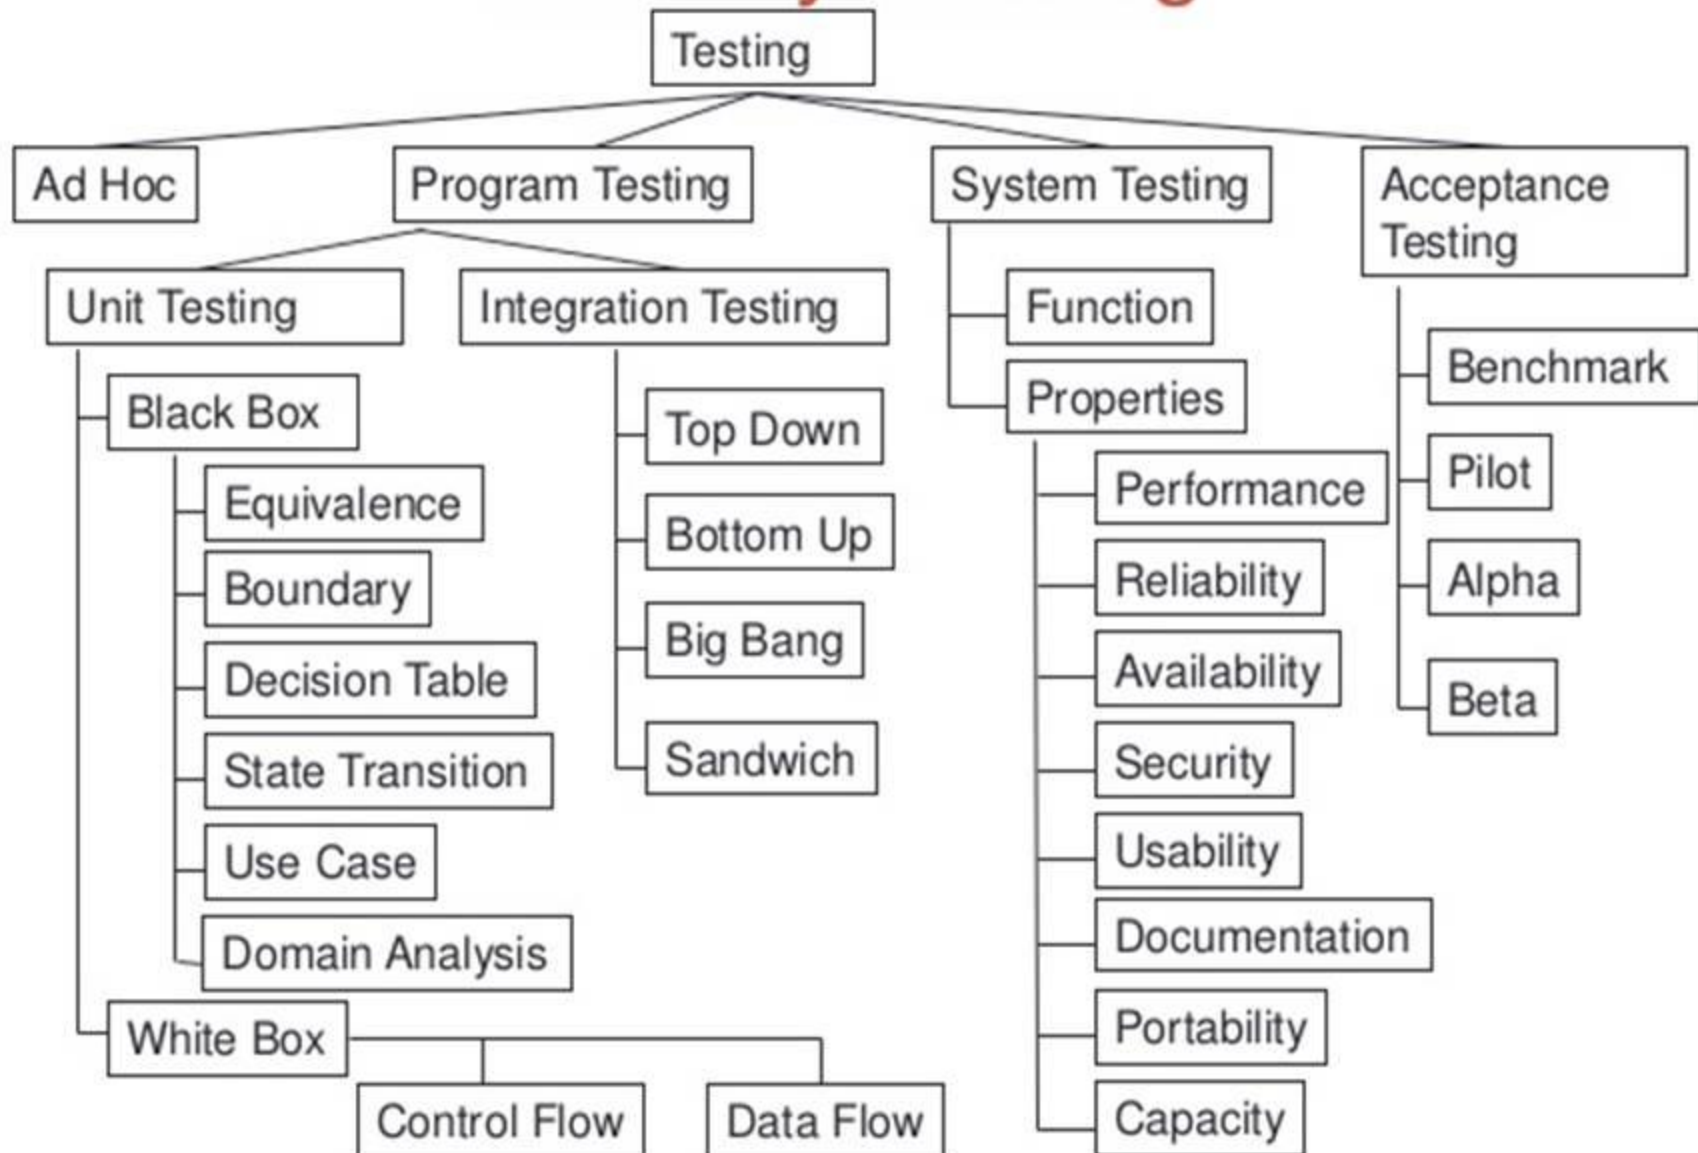 Testing
Ad Hoc
Program Testing
System Testing
Acceptance
Testing
Unit Testing
Integration Testing
Function
Properties
Benchmark
Pilot
Alpha
Beta
Black Box
Equivalence
Boundary
Decision Table
State Transition
Use Case
Domain Analysis
White Box
Control Flow
Data Flow
Top Down
Bottom Up
Big Bang
Sandwich
Performance
Reliability
Availability
Security
Usability
Documentation
Portability
Capacity